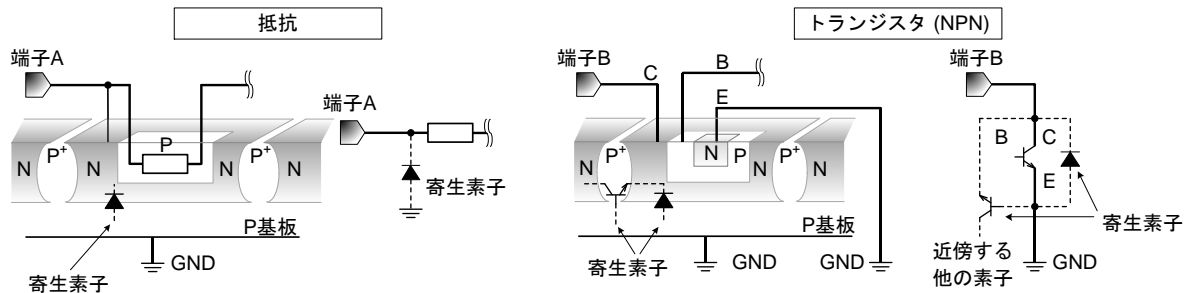 抵抗
トランジスタ (NPN)
端子A
端子A
N
P+
N
P
N
P+
N
寄生素子
P基板
GND
寄生素子
端子B
C
B
E
N
P+
N
N
P
N
P+
N
P基板
寄生素子
GND
GND
端子B
B
C
E
寄生素子
近傍する
他の素子
GND